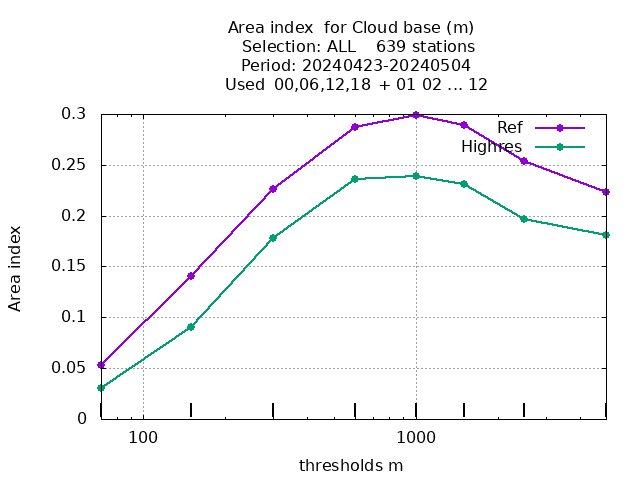 Area index  for Cloud base (m)
Selection: ALL    639 stations
Period: 20240423-20240504
Used  00,06,12,18  + 01 02 ... 12
Ref
Highres
0.3
0.25
0.2
0.15
0.1
0.05
0
Area index
100
1000
thresholds m